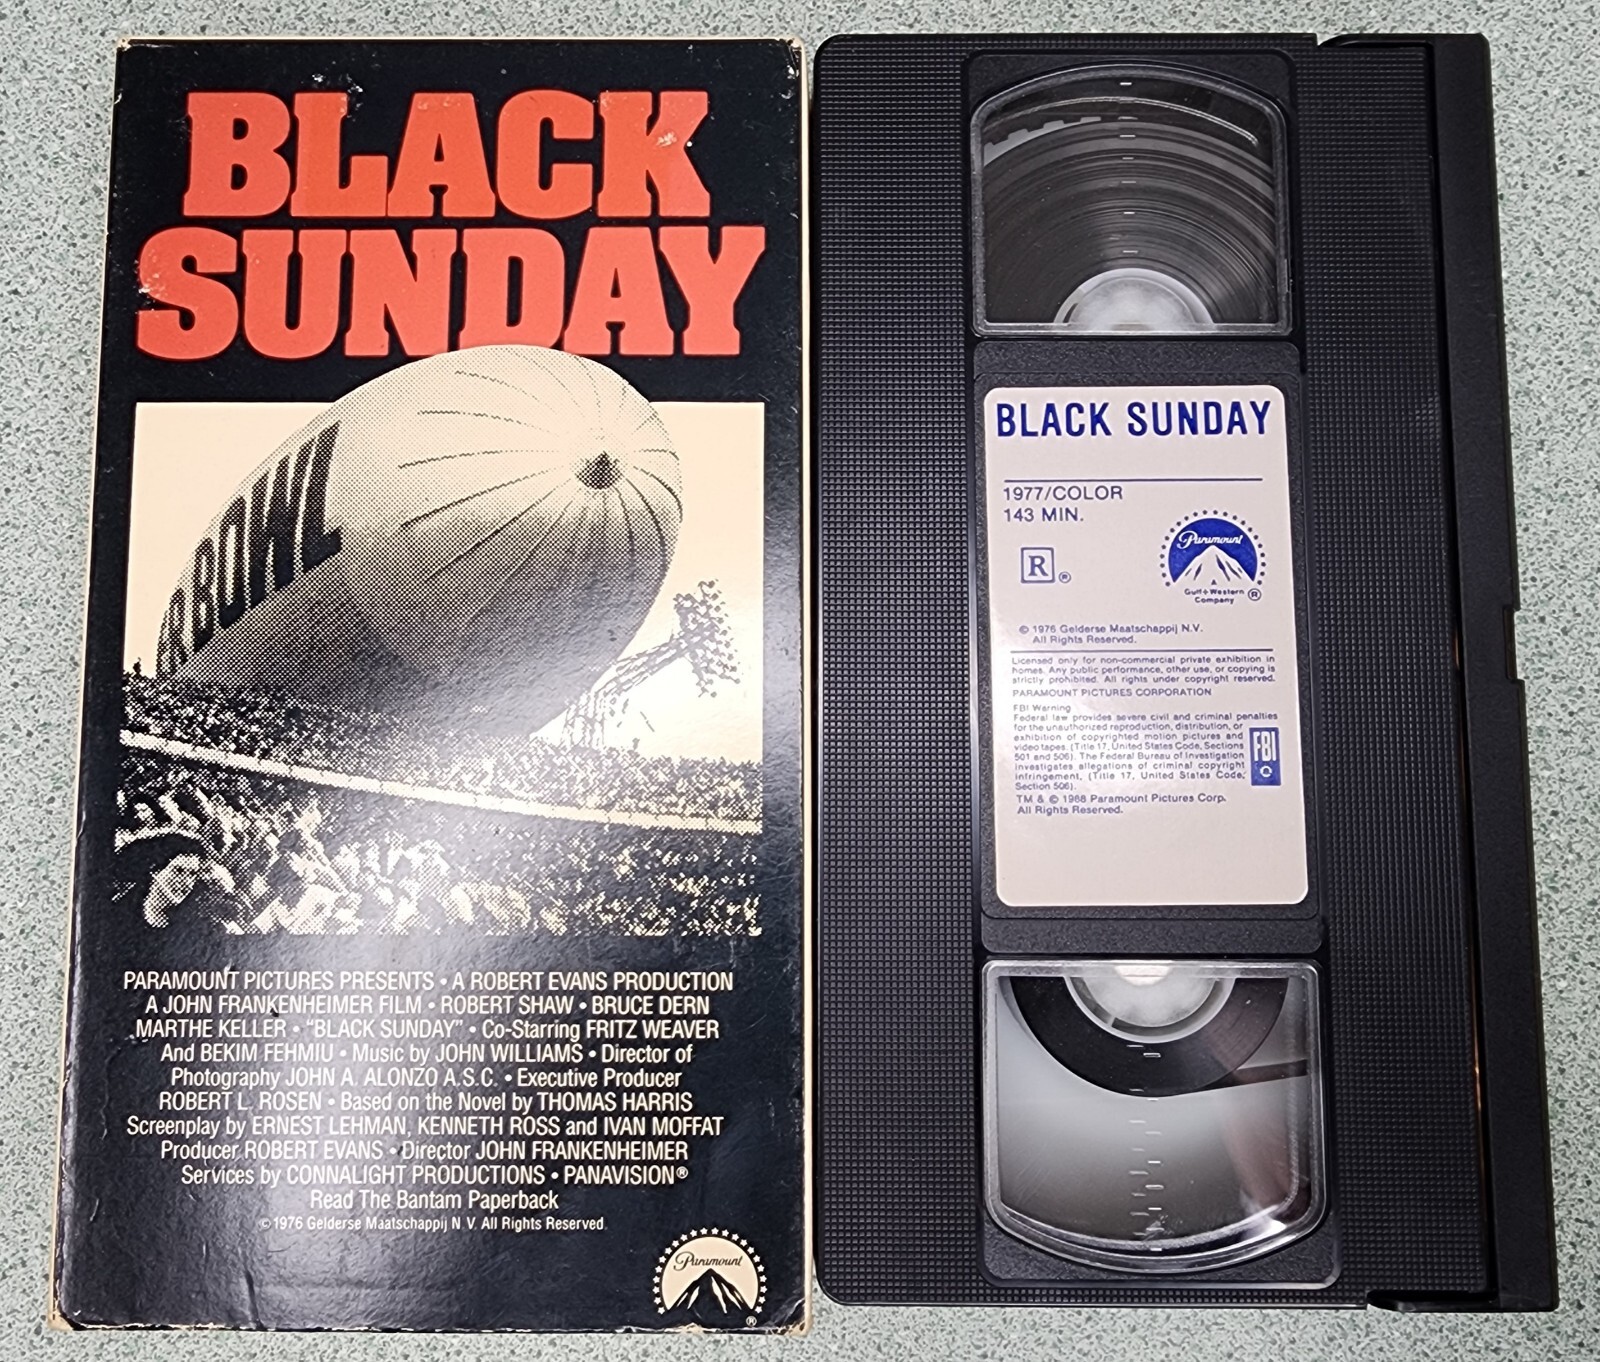 BLACK
SUNDAY
RBOWL
PARAMOUNT PICTURES PRESENTS • A ROBERT EVANS PRODUCTION
A JOHN FRANKENHEIMER FILM • ROBERT SHAW • BRUCE DERN
MARTHE KELLER • "BLACK SUNDAY" • Co-Starring FRITZ WEAVER
And BEKIM FEHMIU • Music by JOHN WILLIAMS • Director of
Photography JOHN A. ALONZO A.S.C. • Executive Producer
ROBERT L. ROSEN • Based on the Novel by THOMAS HARRIS
Screenplay by ERNEST LEHMAN, KENNETH ROSS and IVAN MOFFAT
Producer ROBERT EVANS • Director JOHN FRANKENHEIMER
Services by CONNALIGHT PRODUCTIONS • PANAVISION®
Read The Bantam Paperback
©1976 Gelderse Maatschappij N.V. All Rights Reserved.
Paramount
®
BLACK SUNDAY
1977/COLOR
143 MIN.
R®
Paramount
Gulf+Western
Company ®
© 1976 Gelderse Maatschappij N.V.
All Rights Reserved.
Licensed only for non-commercial private exhibition in
homes. Any public performance, other use, or copying is
strictly prohibited. All rights under copyright reserved.
PARAMOUNT PICTURES CORPORATION
FBI Warning
Federal law provides severe civil and criminal penalties
for the unauthorized reproduction, distribution, or
exhibition of copyrighted motion pictures and
video tapes. (Title 17, United States Code, Sections
501 and 506). The Federal Bureau of Investigation
investigates allegations of criminal copyright
infringement, (Title 17, United States Code,
Section 506).
FBI
TM & © 1988 Paramount Pictures Corp.
All Rights Reserved.